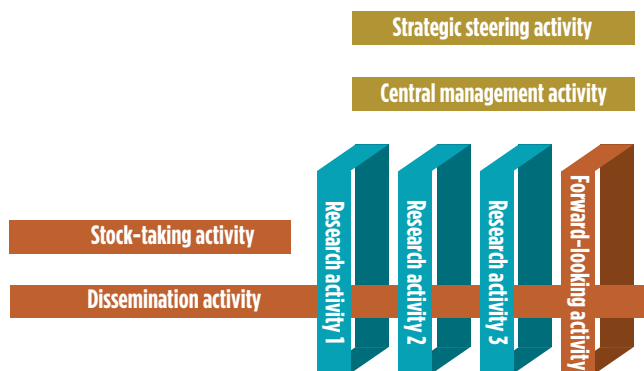 Strategic steering activity
Central management activity
Stock-taking activity
Dissemination activity
Research activity 1
Research activity 2
Research activity 3
Forward-looking activity